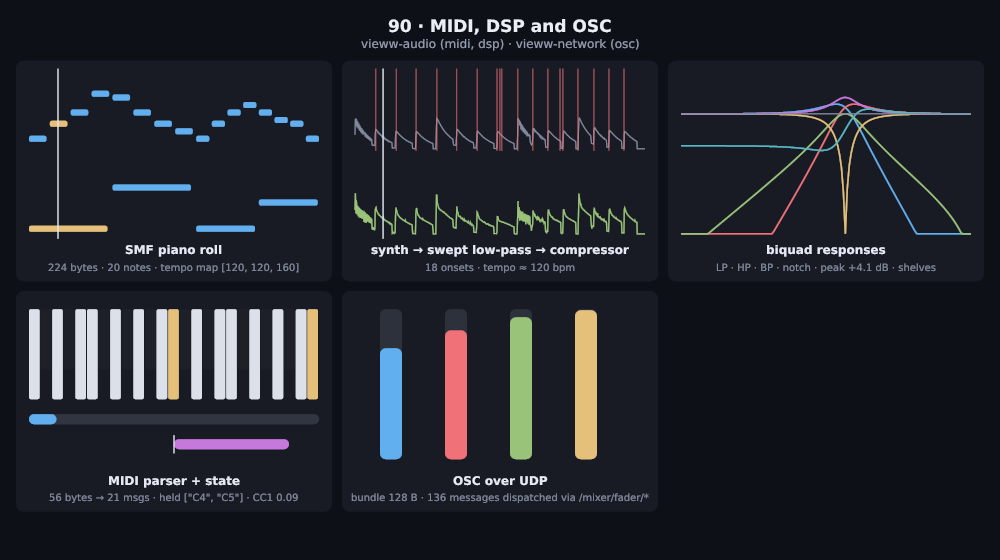 90 · MIDI, DSP and OSC
vieww-audio (midi, dsp) · vieww-network (osc)
SMF piano roll
224 bytes · 20 notes · tempo map [120, 120, 160]
synth → swept low-pass → compressor
18 onsets · tempo ≈ 120 bpm
biquad responses
LP · HP · BP · notch · peak +4.1 dB · shelves
MIDI parser + state
56 bytes → 21 msgs · held ["C4", "C5"] · CC1 0.09
OSC over UDP
bundle 128 B · 136 messages dispatched via /mixer/fader/*